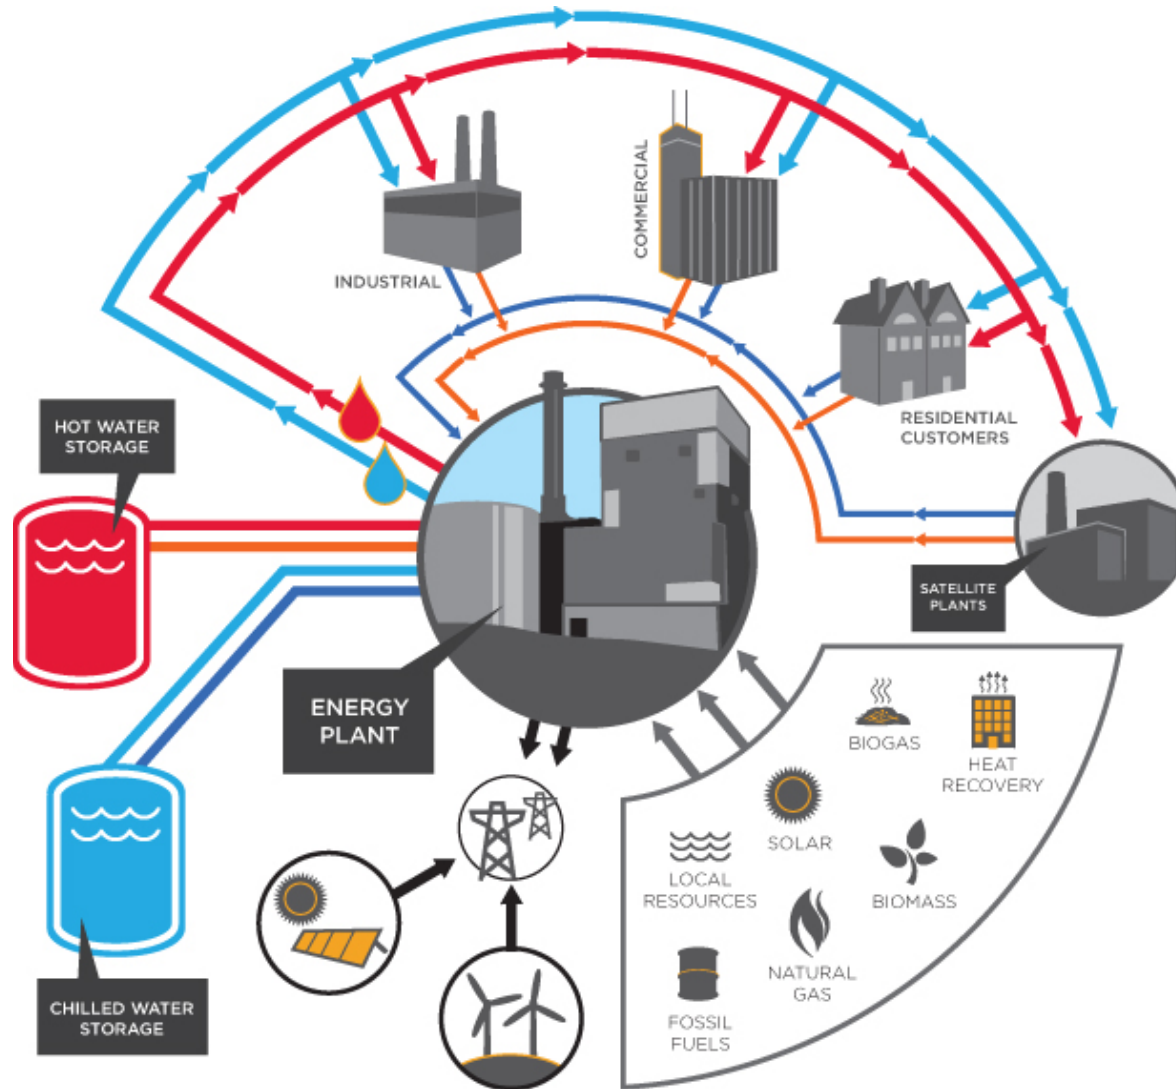 COMMERCIAL
INDUSTRIAL
HOT WATER
STORAGE
RESIDENTIAL
CUSTOMERS
SATELLITE
PLANTS
ENERGY
PLANT
BIOGAS
HEAT
RECOVERY
SOLAR
LOCAL
RESOURCES
BIOMASS
NATURAL
GAS
FOSSIL
FUELS
CHILLED WATER
STORAGE